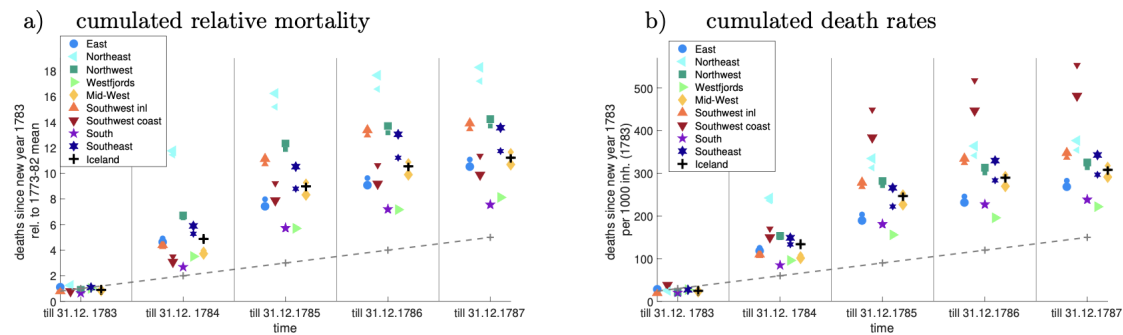 a) cumulated relative mortality
East
Northeast
Northwest
Westfjords
Mid-West
Southwest inl
Southwest coast
South
Southeast
Iceland
deaths since new year 1783
rel. to 1773-82 mean
18
16
14
12
10
8
6
4
2
0
till 31.12. 1783
till 31.12. 1784
till 31.12.1785
till 31.12. 1786
till 31.12.1787
time
b) cumulated death rates
East
Northeast
Northwest
Westfjords
Mid-West
Southwest inl
Southwest coast
South
Southeast
Iceland
deaths since new year 1783
per 1000 inh. (1783)
500
400
300
200
100
0
till 31.12. 1783
till 31.12. 1784
till 31.12.1785
till 31.12. 1786
till 31.12.1787
time